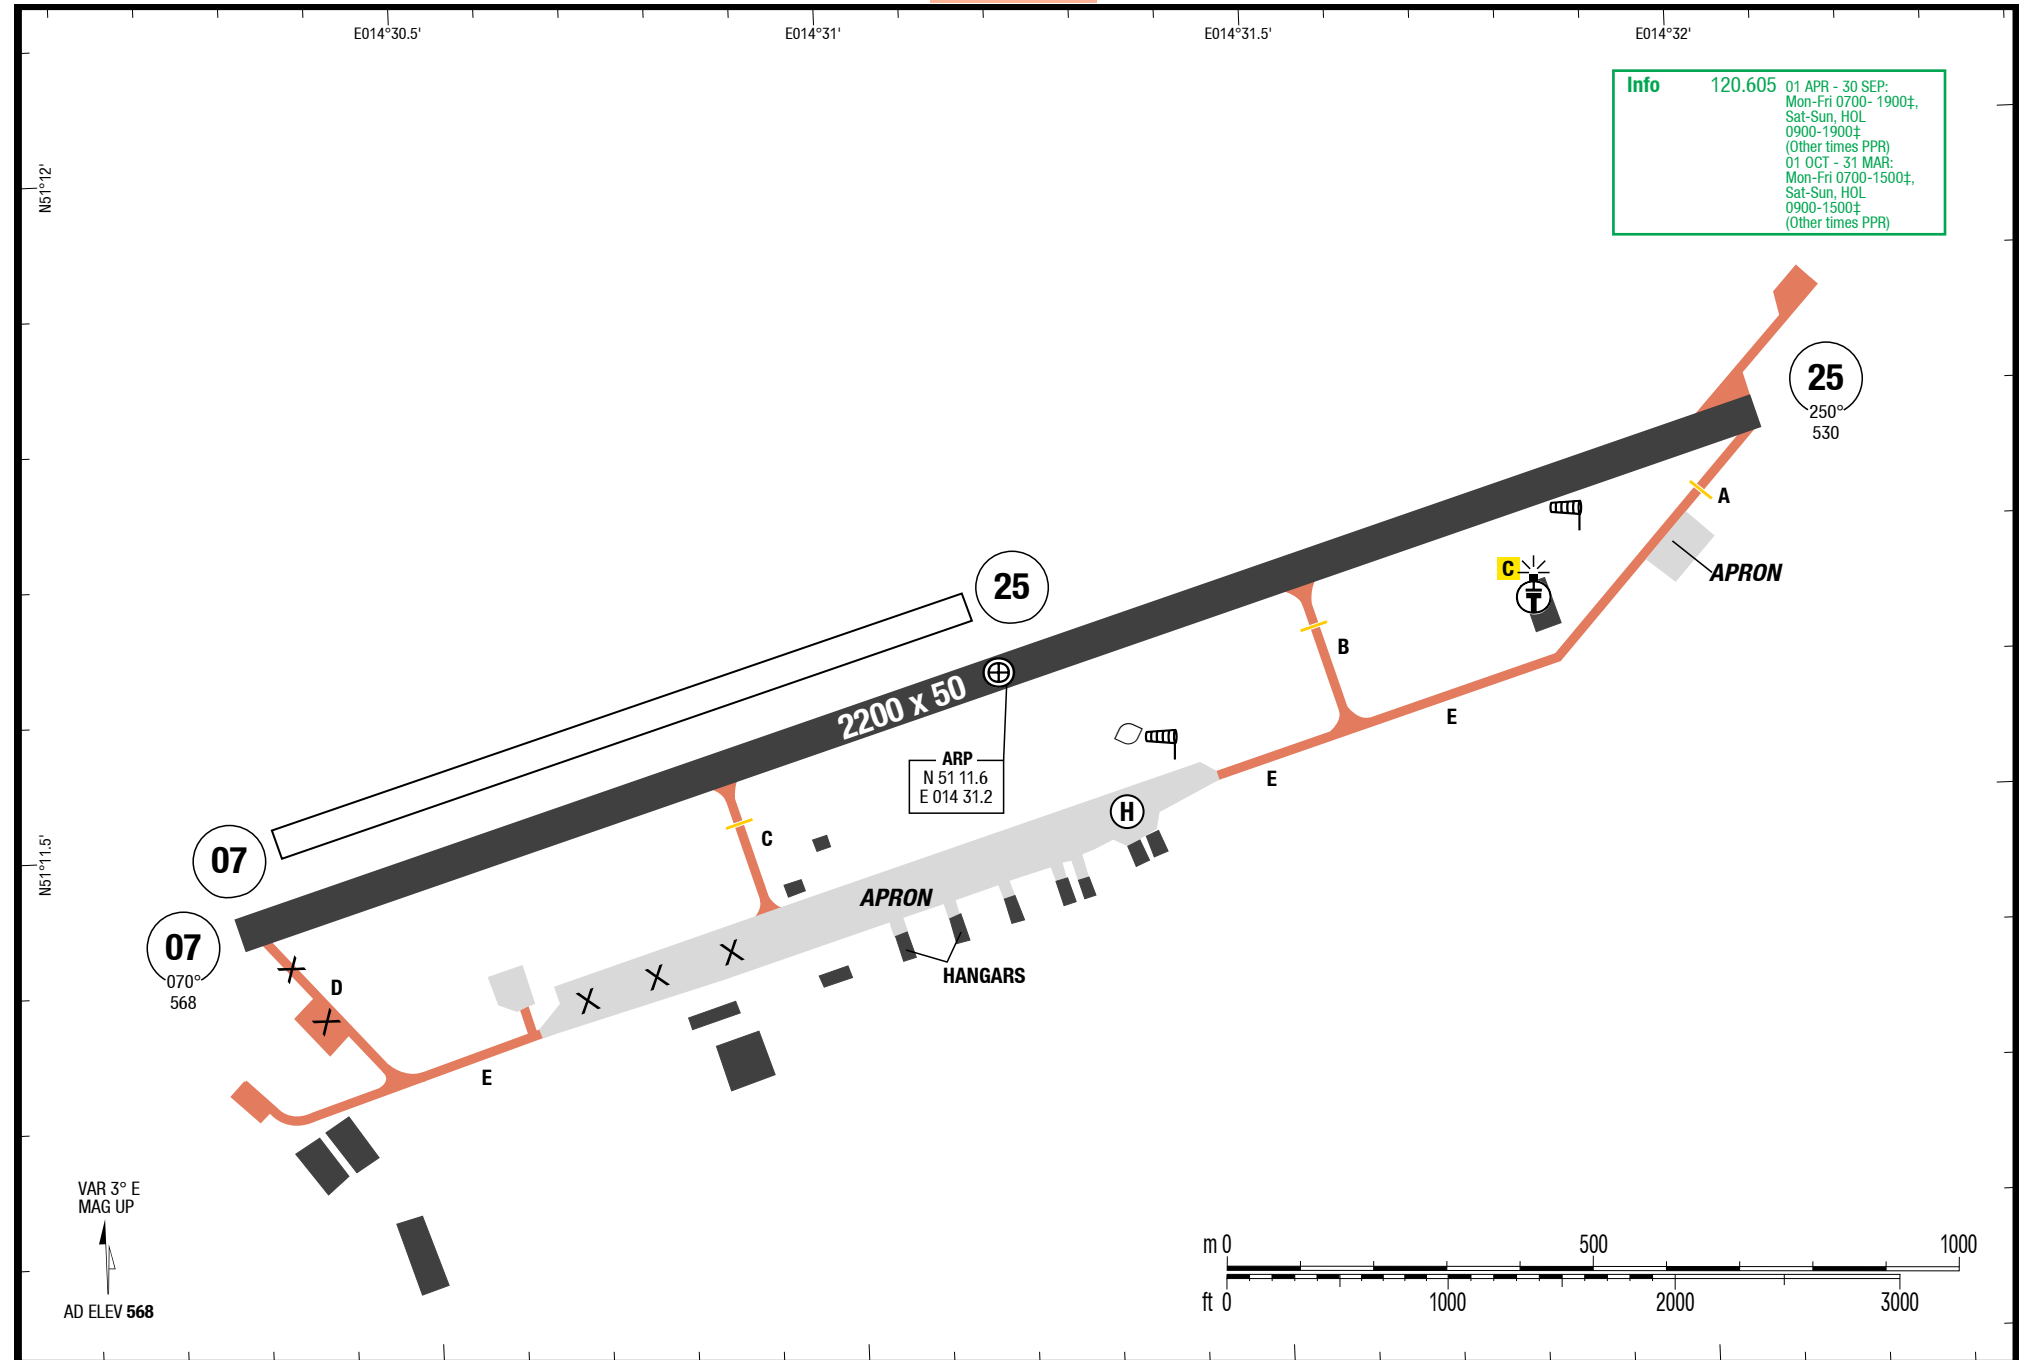 E014°30.5'
E014°31'
E014°31.5'
E014°32'
Info 120.605 01 APR - 30 SEP:
Mon-Fri 0700- 1900‡,
Sat-Sun, HOL
0900-1900‡
(Other times PPR)
01 OCT - 31 MAR:
Mon-Fri 0700-1500‡,
Sat-Sun, HOL
0900-1500‡
(Other times PPR)
N51°12'
25
250°
530
A
APRON
C
25
B
E
2200 x 50
ARP
N 51 11.6
E 014 31.2
E
H
C
07
N51°11.5'
APRON
07
070°
568
X
X
X
X
X
D
HANGARS
E
VAR 3° E
MAG UP
AD ELEV 568
m 0 500 1000
ft 0 1000 2000 3000